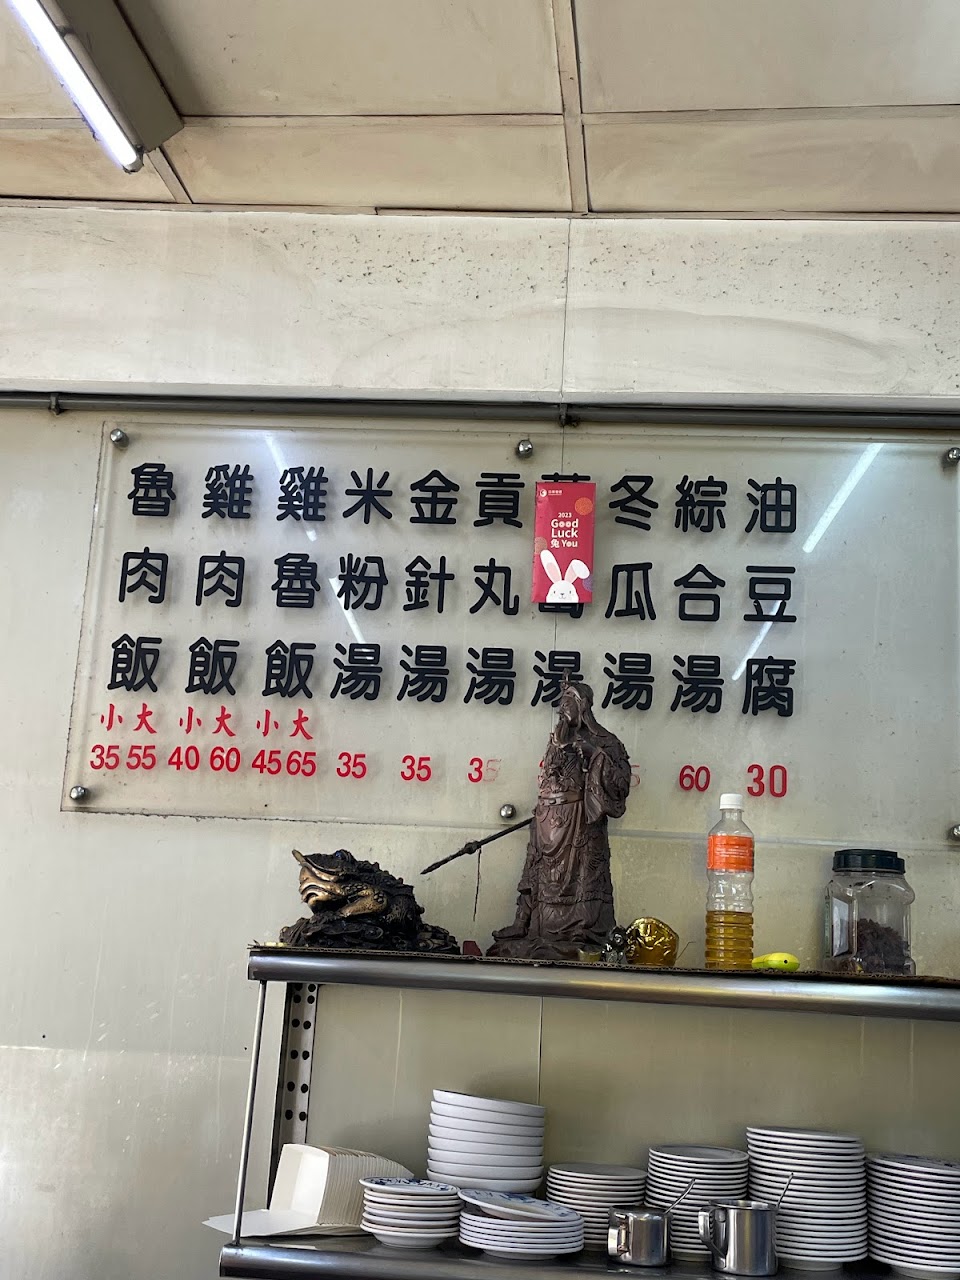 魯肉飯
小 大
35 55
雞肉飯
小 大
40 60
雞魯飯
小 大
45 65
米粉湯
35
金針湯
35
貢丸湯
35
湯
冬瓜湯
綜合湯
60
油豆腐
30
2023
Good
Luck
兔 You